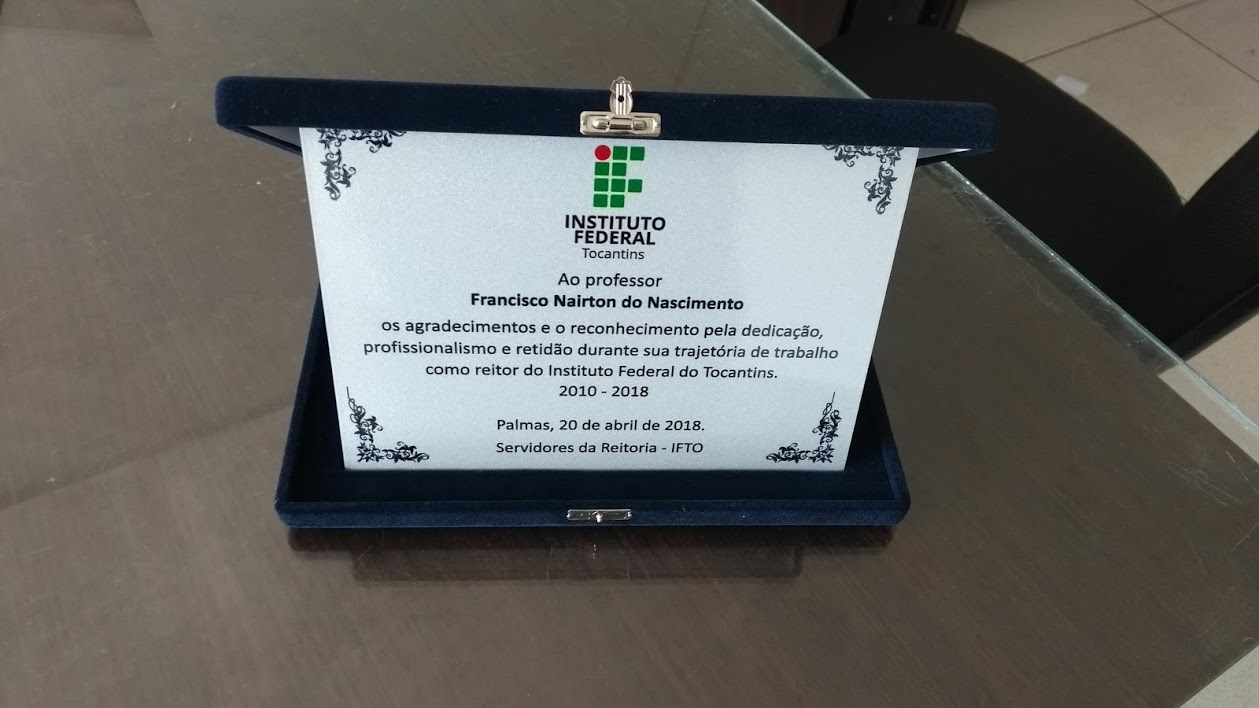 INSTITUTO
FEDERAL
Tocantins
Ao professor
Francisco Nairton do Nascimento
os agradecimentos e o reconhecimento pela dedicação,
profissionalismo e retidão durante sua trajetória de trabalho
como reitor do Instituto Federal do Tocantins.
2010 - 2018
Palmas, 20 de abril de 2018.
Servidores da Reitoria - IFTO